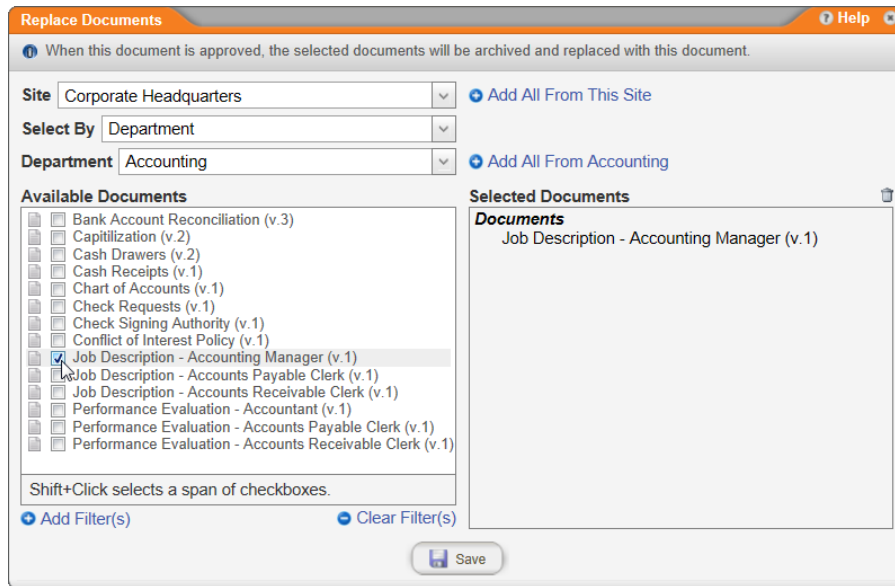 Replace Documents
Help
When this document is approved, the selected documents will be archived and replaced with this document.
Site Corporate Headquarters
Add All From This Site
Select By Department
Department Accounting
Add All From Accounting
Available Documents
Bank Account Reconciliation (v.3)
Capitilization (v.2)
Cash Drawers (v.2)
Cash Receipts (v.1)
Chart of Accounts (v.1)
Check Requests (v.1)
Check Signing Authority (v.1)
Conflict of Interest Policy (v.1)
Job Description - Accounting Manager (v.1)
Job Description - Accounts Payable Clerk (v.1)
Job Description - Accounts Receivable Clerk (v.1)
Performance Evaluation - Accountant (v.1)
Performance Evaluation - Accounts Payable Clerk (v.1)
Performance Evaluation - Accounts Receivable Clerk (v.1)
Shift+Click selects a span of checkboxes.
Add Filter(s)
Clear Filter(s)
Selected Documents
Documents
Job Description - Accounting Manager (v.1)
Save